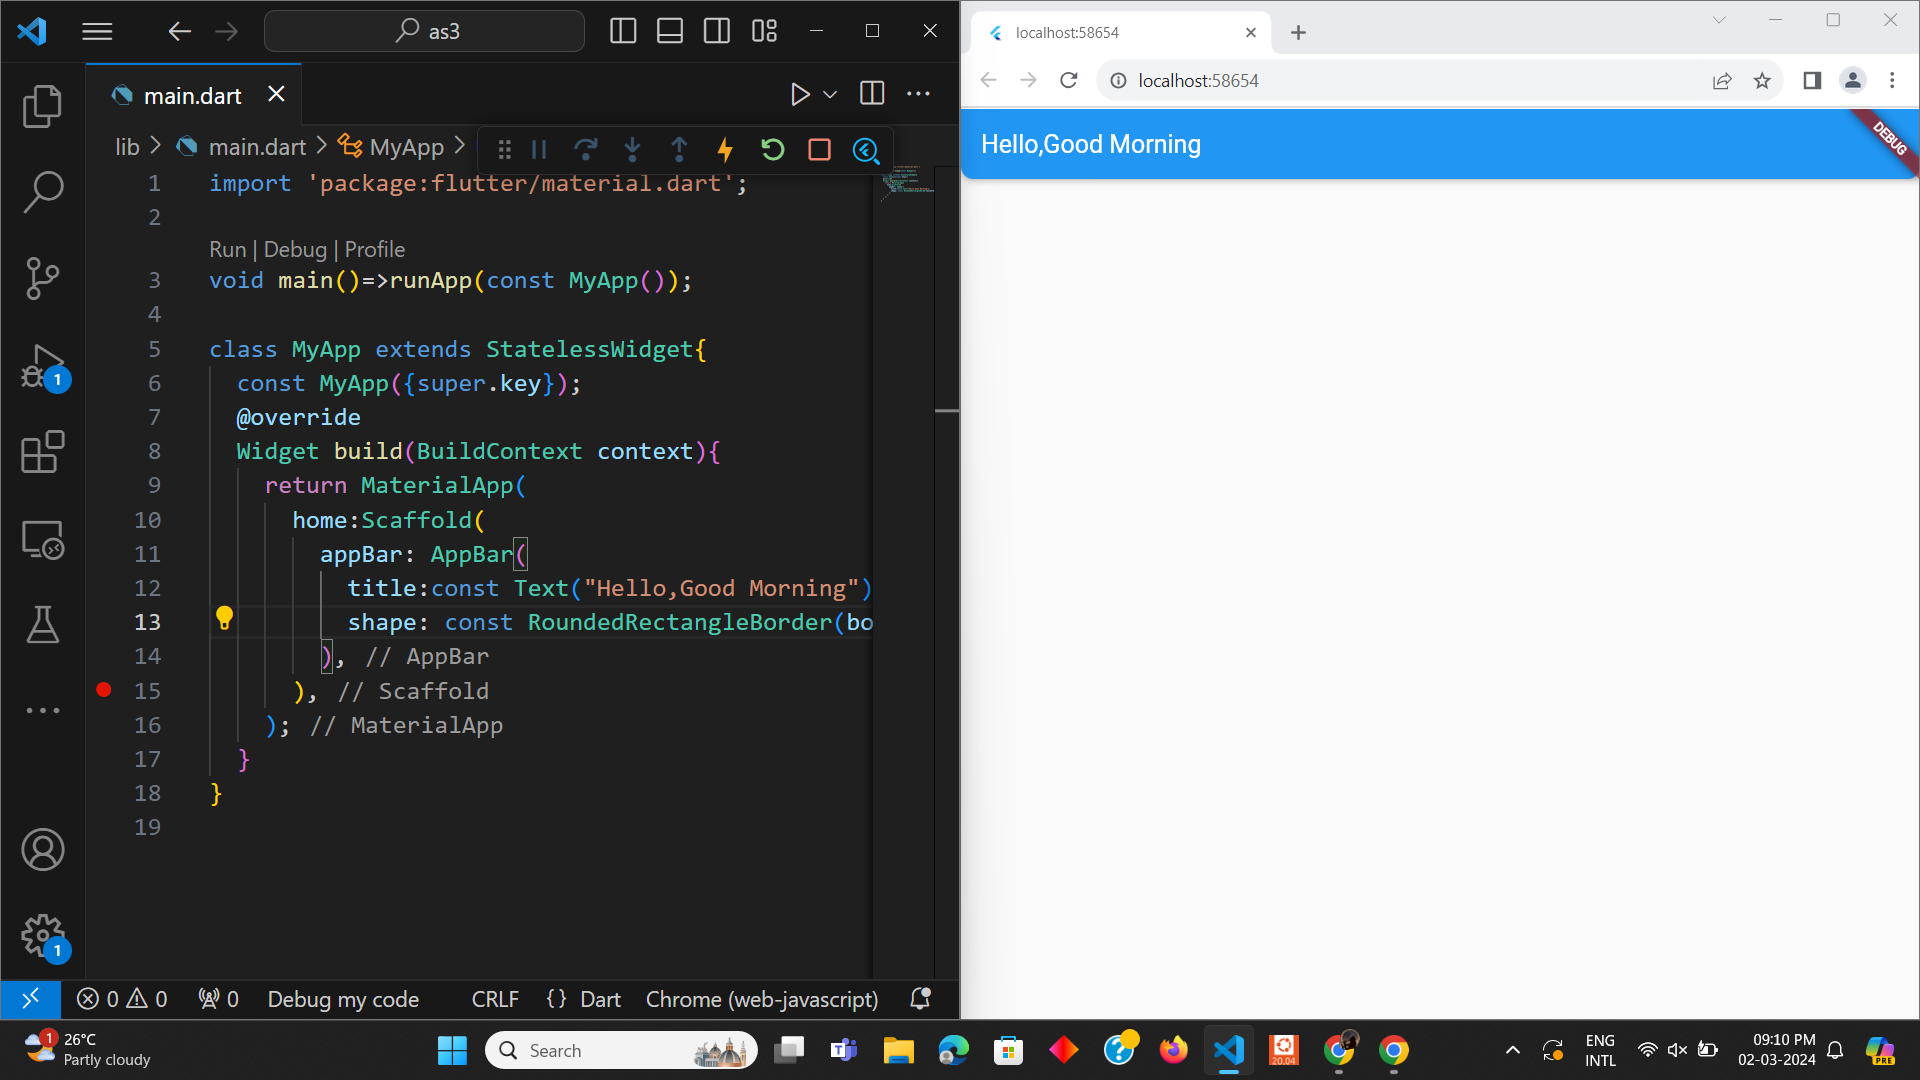 as3
main.dart
lib > main.dart > MyApp >
1 import 'package:flutter/material.dart';
2
Run | Debug | Profile
3 void main()=>runApp(const MyApp());
4
5 class MyApp extends StatelessWidget{
6 const MyApp({super.key});
7 @override
8 Widget build(BuildContext context){
9 return MaterialApp(
10 home:Scaffold(
11 appBar: AppBar(
12 title:const Text("Hello,Good Morning")
13 shape: const RoundedRectangleBorder(bo
14 ), // AppBar
15 ), // Scaffold
16 ); // MaterialApp
17 }
18 }
19
1
1
0 0 0 Debug my code CRLF {} Dart Chrome (web-javascript)
localhost:58654
localhost:58654
Hello,Good Morning
DEBUG
1
26°C
Partly cloudy
Search
20.04
ENG
INTL
09:10 PM
02-03-2024
PRE